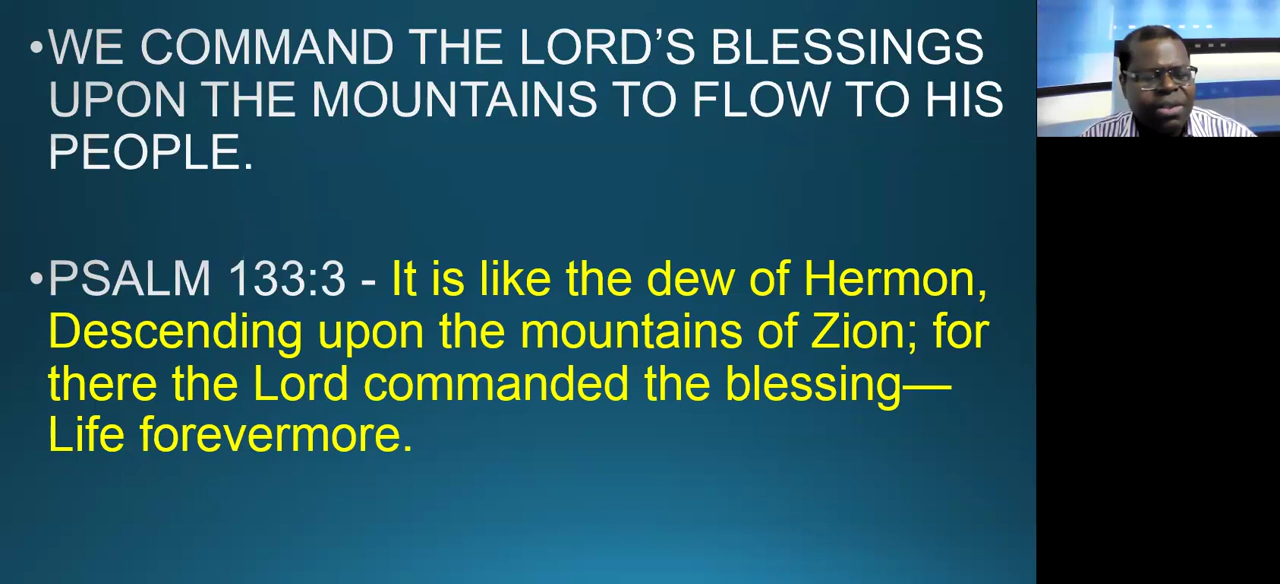 •WE COMMAND THE LORD’S BLESSINGS
UPON THE MOUNTAINS TO FLOW TO HIS
PEOPLE.
•PSALM 133:3 - It is like the dew of Hermon,
Descending upon the mountains of Zion; for
there the Lord commanded the blessing—
Life forevermore.